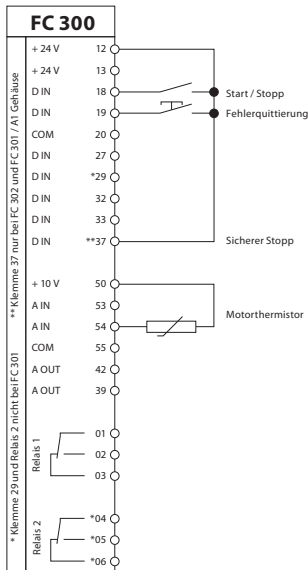 FC 300
+ 24 V 12
+ 24 V 13
D IN 18 Start / Stopp
D IN 19 Fehlerquittierung
COM 20
D IN 27
D IN *29
D IN 32
D IN 33
D IN **37 Sicherer Stopp
+ 10 V 50
A IN 53
Motorthermistor
A IN 54
COM 55
A OUT 42
A OUT 39
Relais 1
01
02
03
Relais 2
*04
*05
*06
** Klemme 37 nur bei FC 302 und FC 301 / A1 Gehäuse
* Klemme 29 und Relais 2 nicht bei FC 301